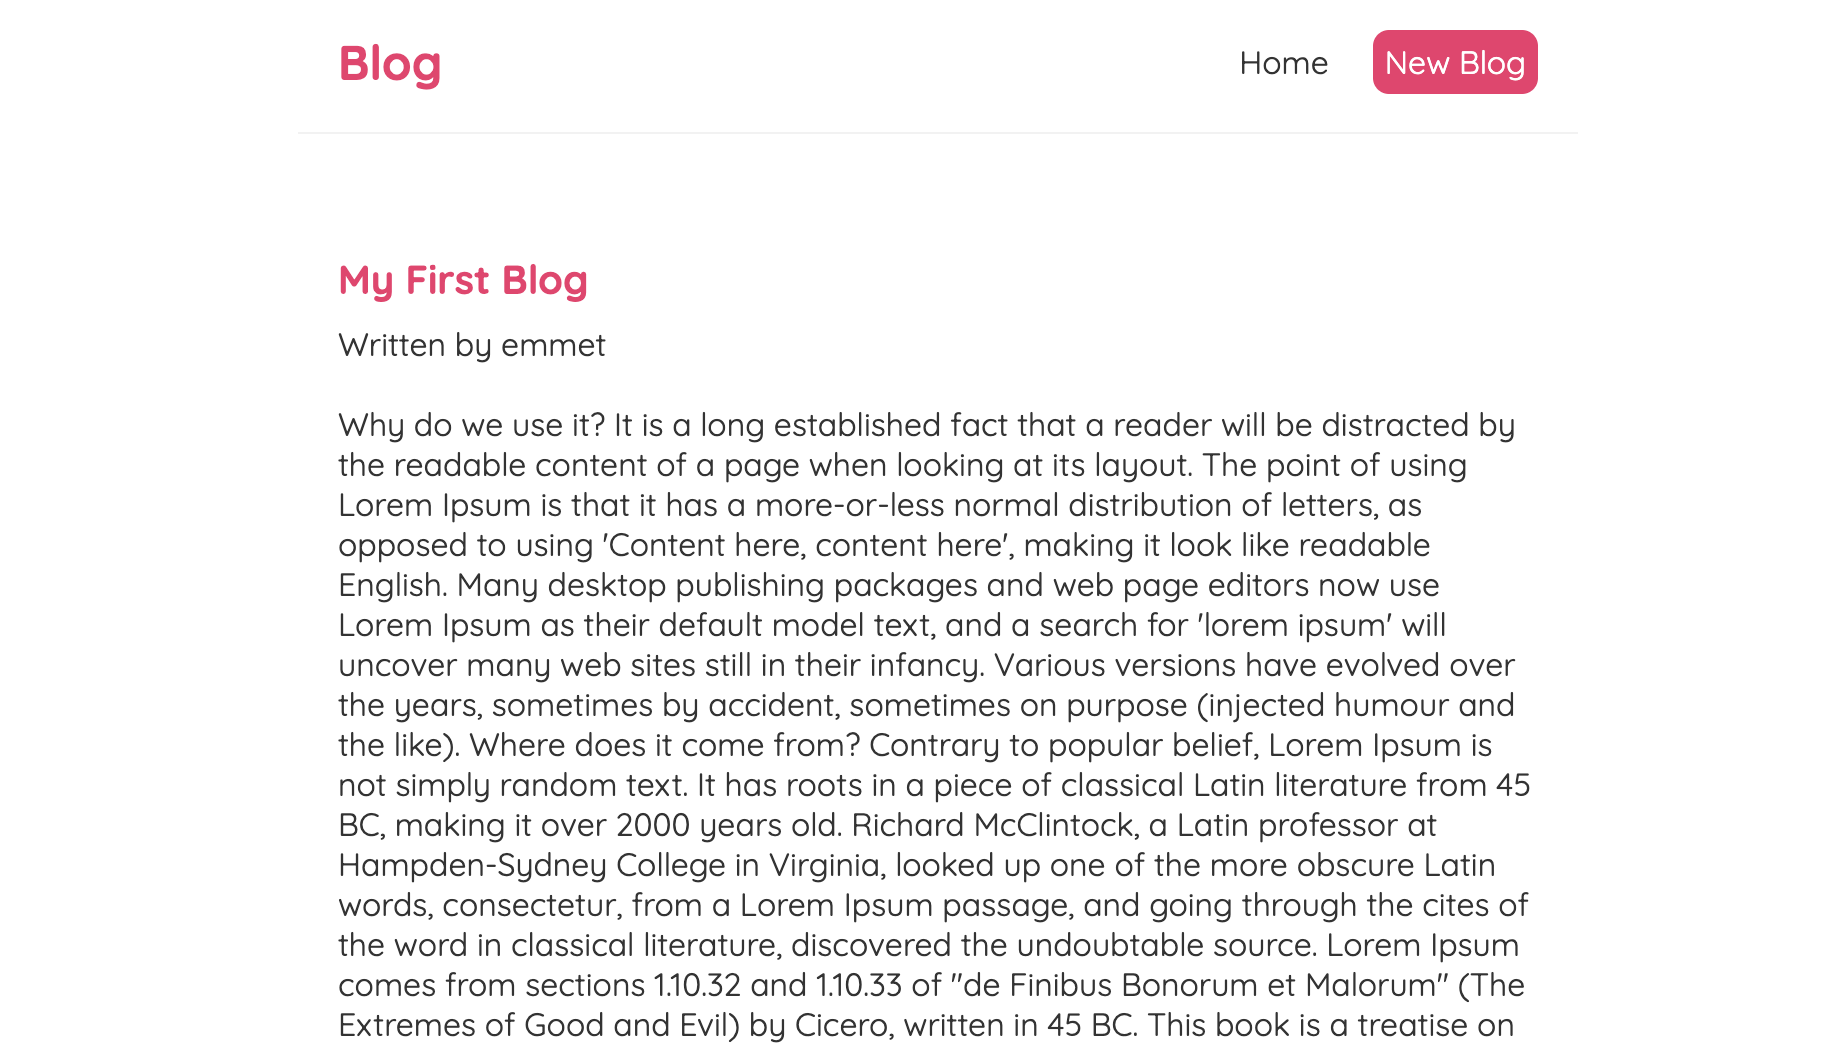 Blog
Home
New Blog
My First Blog
Written by emmet
Why do we use it? It is a long established fact that a reader will be distracted by
the readable content of a page when looking at its layout. The point of using
Lorem Ipsum is that it has a more-or-less normal distribution of letters, as
opposed to using 'Content here, content here', making it look like readable
English. Many desktop publishing packages and web page editors now use
Lorem Ipsum as their default model text, and a search for 'lorem ipsum' will
uncover many web sites still in their infancy. Various versions have evolved over
the years, sometimes by accident, sometimes on purpose (injected humour and
the like). Where does it come from? Contrary to popular belief, Lorem Ipsum is
not simply random text. It has roots in a piece of classical Latin literature from 45
BC, making it over 2000 years old. Richard McClintock, a Latin professor at
Hampden-Sydney College in Virginia, looked up one of the more obscure Latin
words, consectetur, from a Lorem Ipsum passage, and going through the cites of
the word in classical literature, discovered the undoubtable source. Lorem Ipsum
comes from sections 1.10.32 and 1.10.33 of "de Finibus Bonorum et Malorum" (The
Extremes of Good and Evil) by Cicero, written in 45 BC. This book is a treatise on